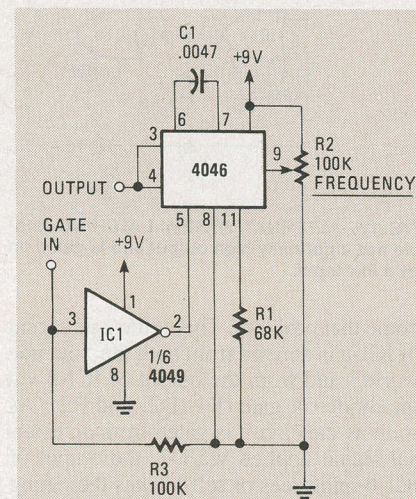 C1
.0047
+9V
6
7
3
4
4046
9
R2
100K
FREQUENCY
OUTPUT
5
8
11
GATE
IN
+9V
1
3
IC1
2
1/6
4049
8
R1
68K
R3
100K